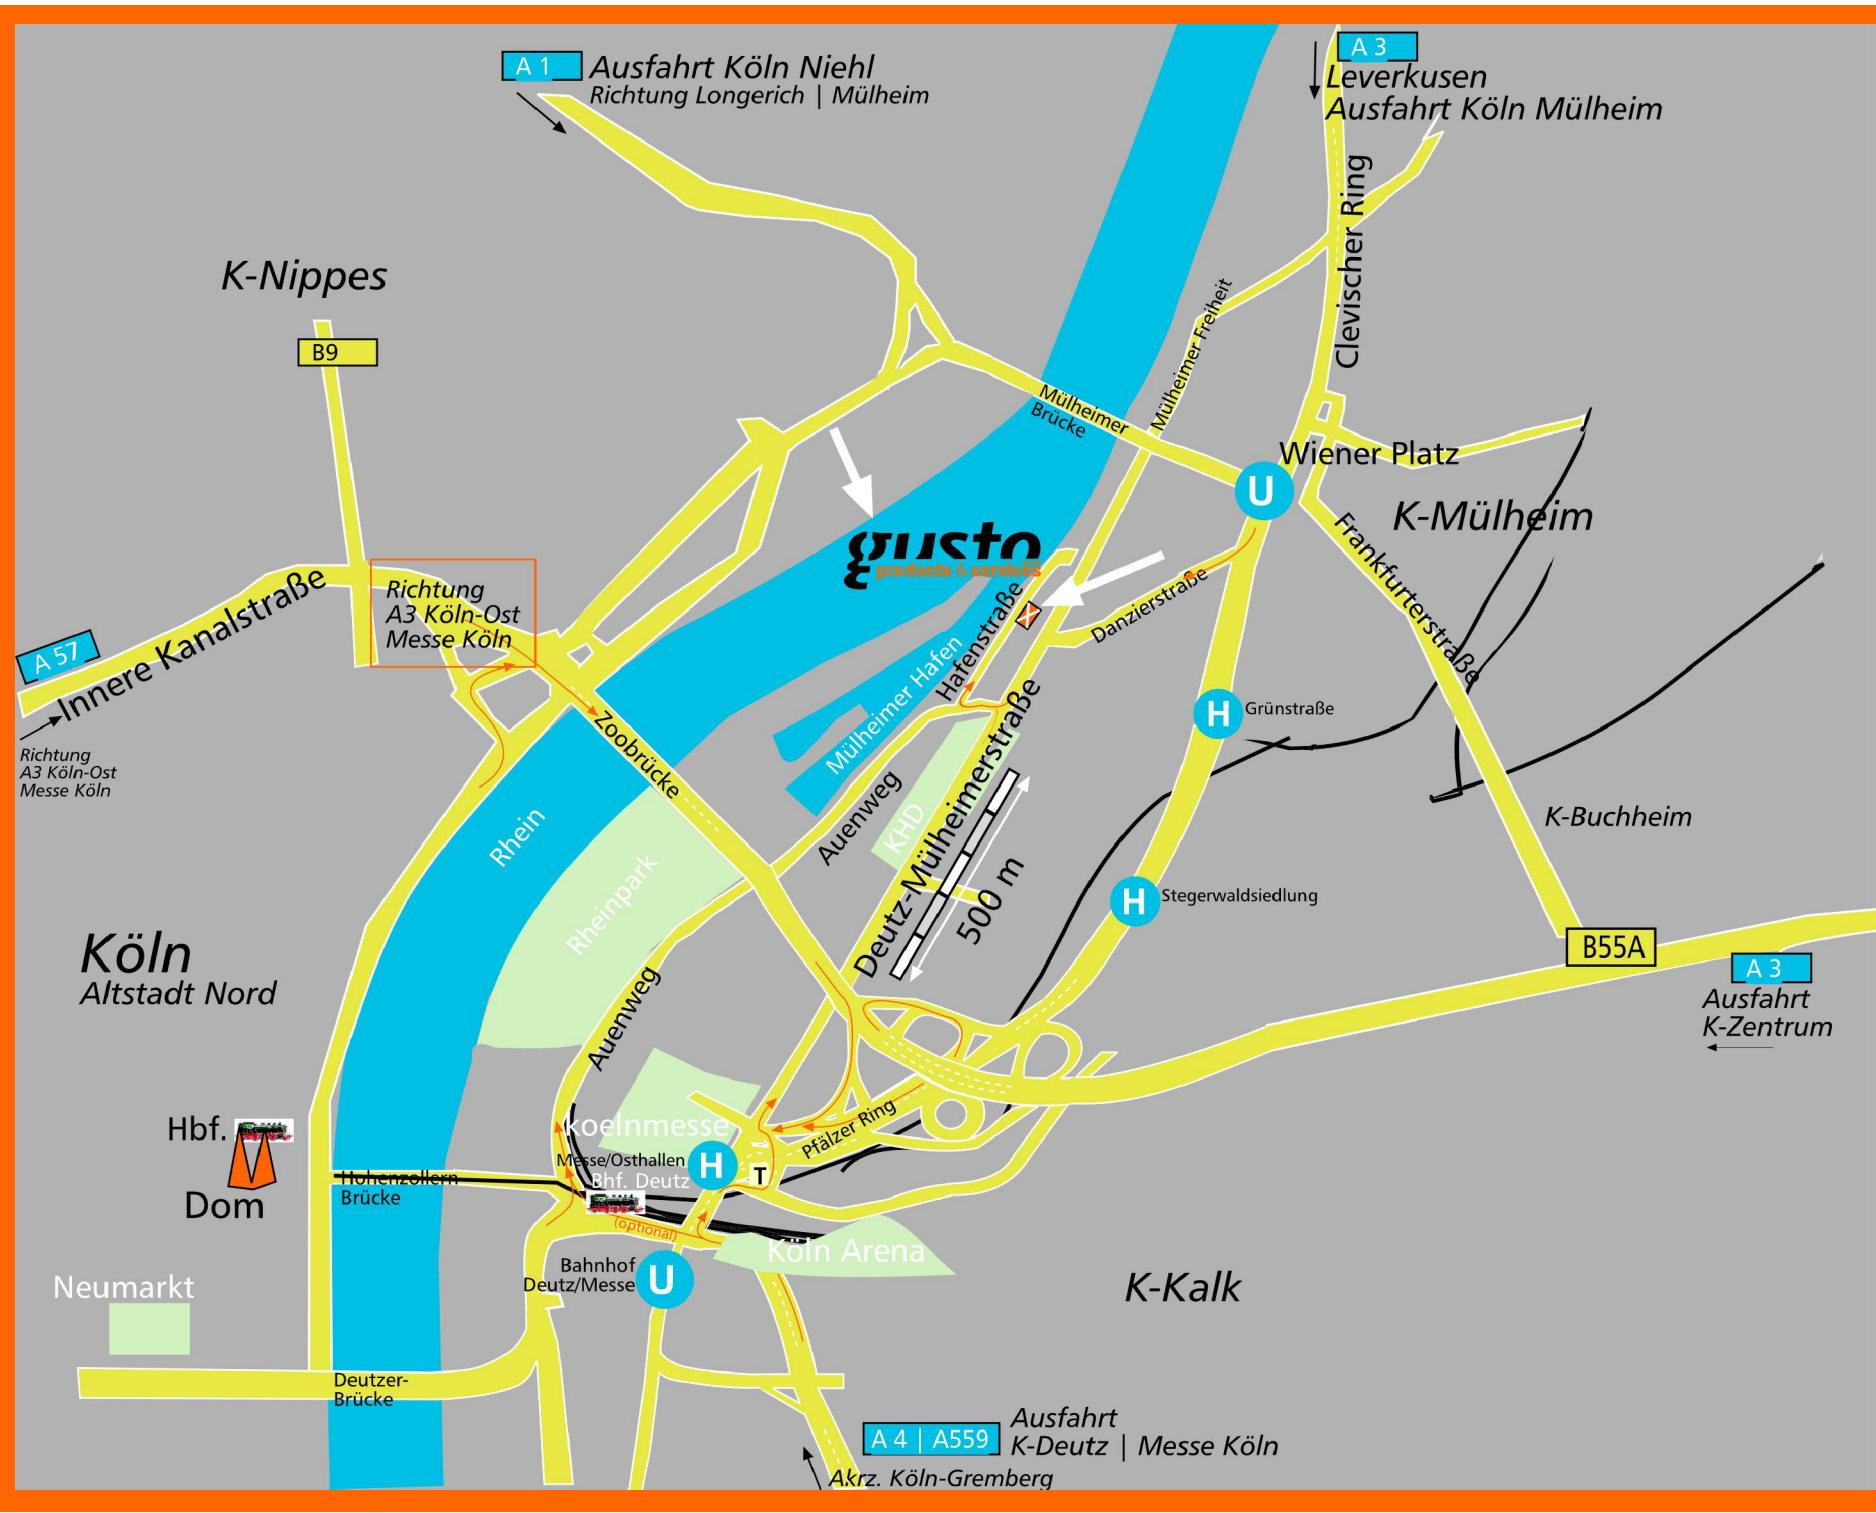 A 1
Ausfahrt Köln Niehl
Richtung Longerich | Mülheim
A 3
Leverkusen
Ausfahrt Köln Mülheim
Clevischer Ring
K-Nippes
B9
Mülheimer Freiheit
Mülheimer
Brücke
Wiener Platz
U
K-Mülheim
Frankfurterstraße
gusto
products & services
Richtung
A3 Köln-Ost
Messe Köln
Innere Kanalstraße
A 57
Richtung
A3 Köln-Ost
Messe Köln
Danzierstraße
Hafenstraße
Mülheimer Hafen
Zoobrücke
H
Grünstraße
Deutz-Mülheimerstraße
Auenweg
KHD
500 m
K-Buchheim
Rhein
Rheinpark
H
Stegerwaldsiedlung
B55A
A 3
Ausfahrt
K-Zentrum
Köln
Altstadt Nord
Auenweg
Hbf.
Dom
koelnmesse
Pfälzer Ring
Messe/Osthallen
H
T
Bhf. Deutz
Hohenzollern
Brücke
(optional)
Köln Arena
Bahnhof
Deutz/Messe
U
K-Kalk
Neumarkt
Deutzer-
Brücke
A 4 | A559
Ausfahrt
K-Deutz | Messe Köln
Akrz. Köln-Gremberg